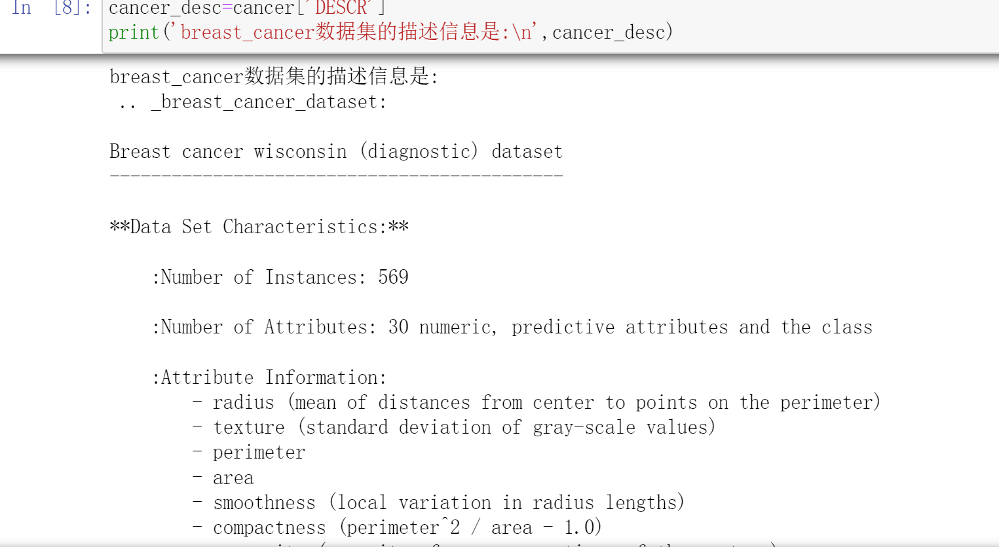 In [8]: cancer_desc=cancer['DESCR']
print('breast_cancer数据集的描述信息是:\n',cancer_desc)
breast_cancer数据集的描述信息是:
.. _breast_cancer_dataset:
Breast cancer wisconsin (diagnostic) dataset
--------------------------------------------
**Data Set Characteristics:**
:Number of Instances: 569
:Number of Attributes: 30 numeric, predictive attributes and the class
:Attribute Information:
- radius (mean of distances from center to points on the perimeter)
- texture (standard deviation of gray-scale values)
- perimeter
- area
- smoothness (local variation in radius lengths)
- compactness (perimeter^2 / area - 1.0)